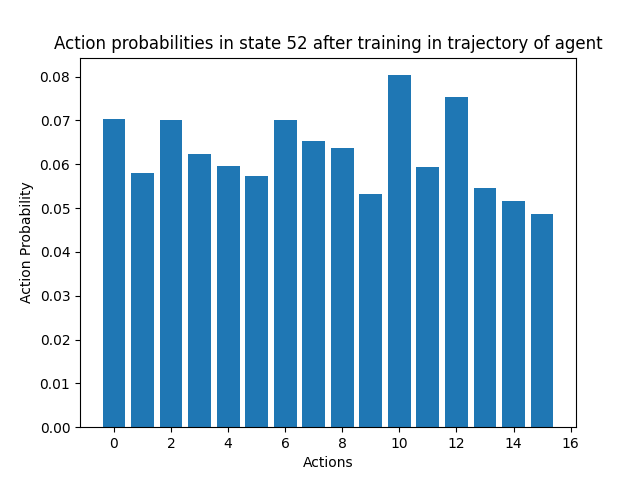 Action probabilities in state 52 after training in trajectory of agent
0.08
0.07
0.06
0.05
0.04
0.03
0.02
0.01
0.00
Action Probability
0 2 4 6 8 10 12 14 16
Actions